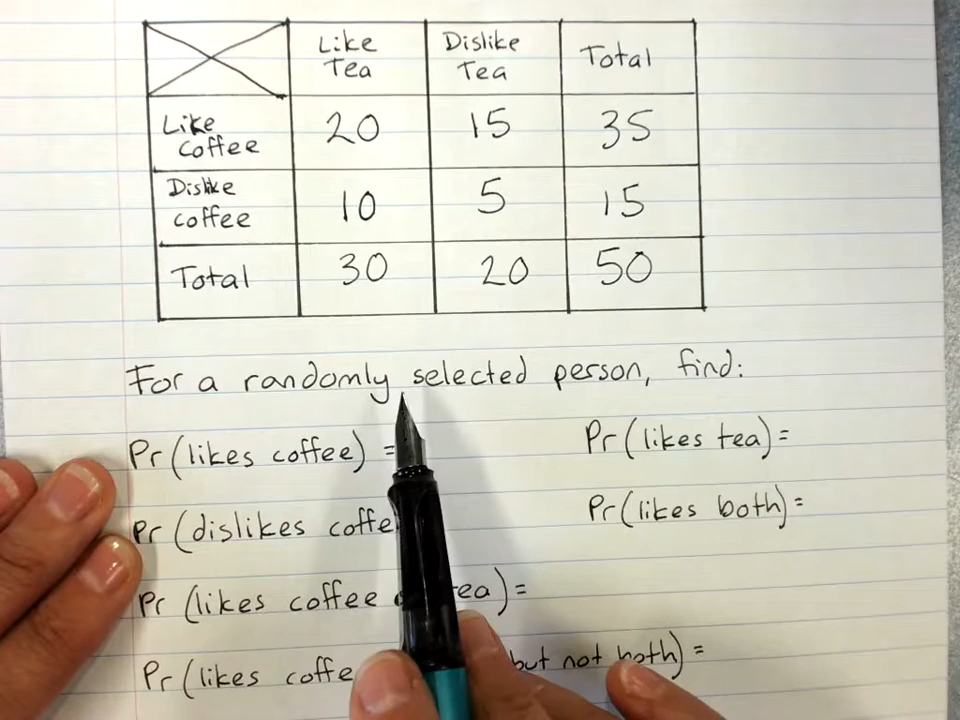 Like Tea Dislike Tea Total
Like coffee 20 15 35
Dislike coffee 10 5 15
Total 30 20 50
For a randomly selected person, find:
Pr(likes coffee) =
Pr(likes tea) =
Pr(dislikes coffe
Pr(likes both) =
Pr(likes coffee tea) =
Pr(likes coffe but not both) =